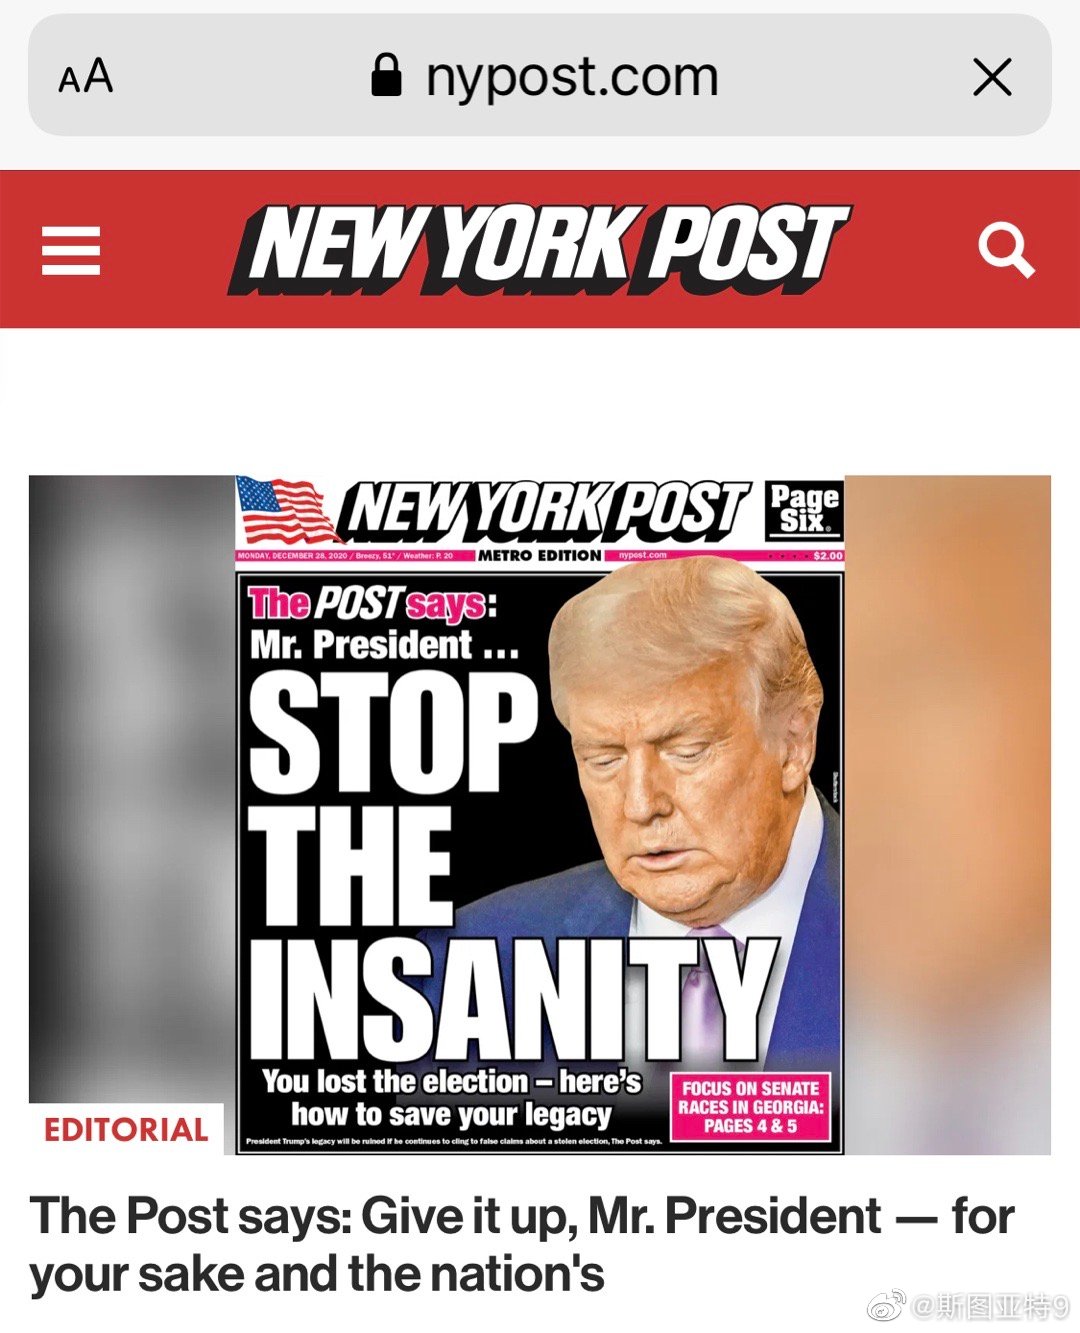 AA
nypost.com
NEW YORK POST
NEW YORK POST
Page
Six®
MONDAY, DECEMBER 28, 2020 / Breezy, 51° / Weather: P. 20
METRO EDITION
nypost.com
$2.00
The POST says:
Mr. President ...
STOP
THE
INSANITY
Shutterstock
You lost the election – here's
how to save your legacy
FOCUS ON SENATE
RACES IN GEORGIA:
PAGES 4 & 5
President Trump's legacy will be ruined if he continues to cling to false claims about a stolen election, The Post says.
EDITORIAL
The Post says: Give it up, Mr. President — for
your sake and the nation's
@斯图亚特9